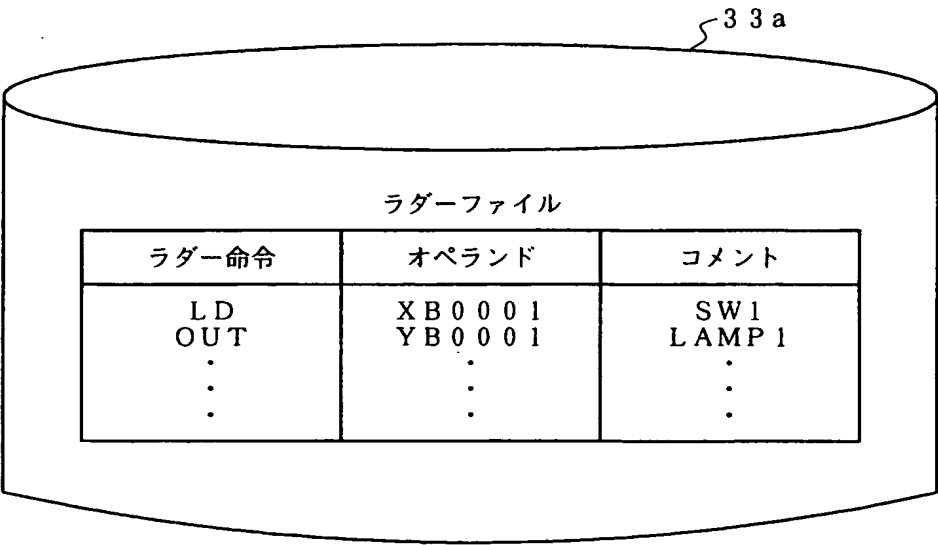 33a
ラダーファイル
ラダー命令 オペランド コメント
LD XB0001 SW1
OUT YB0001 LAMP1
・ ・ ・
・ ・ ・
・ ・ ・